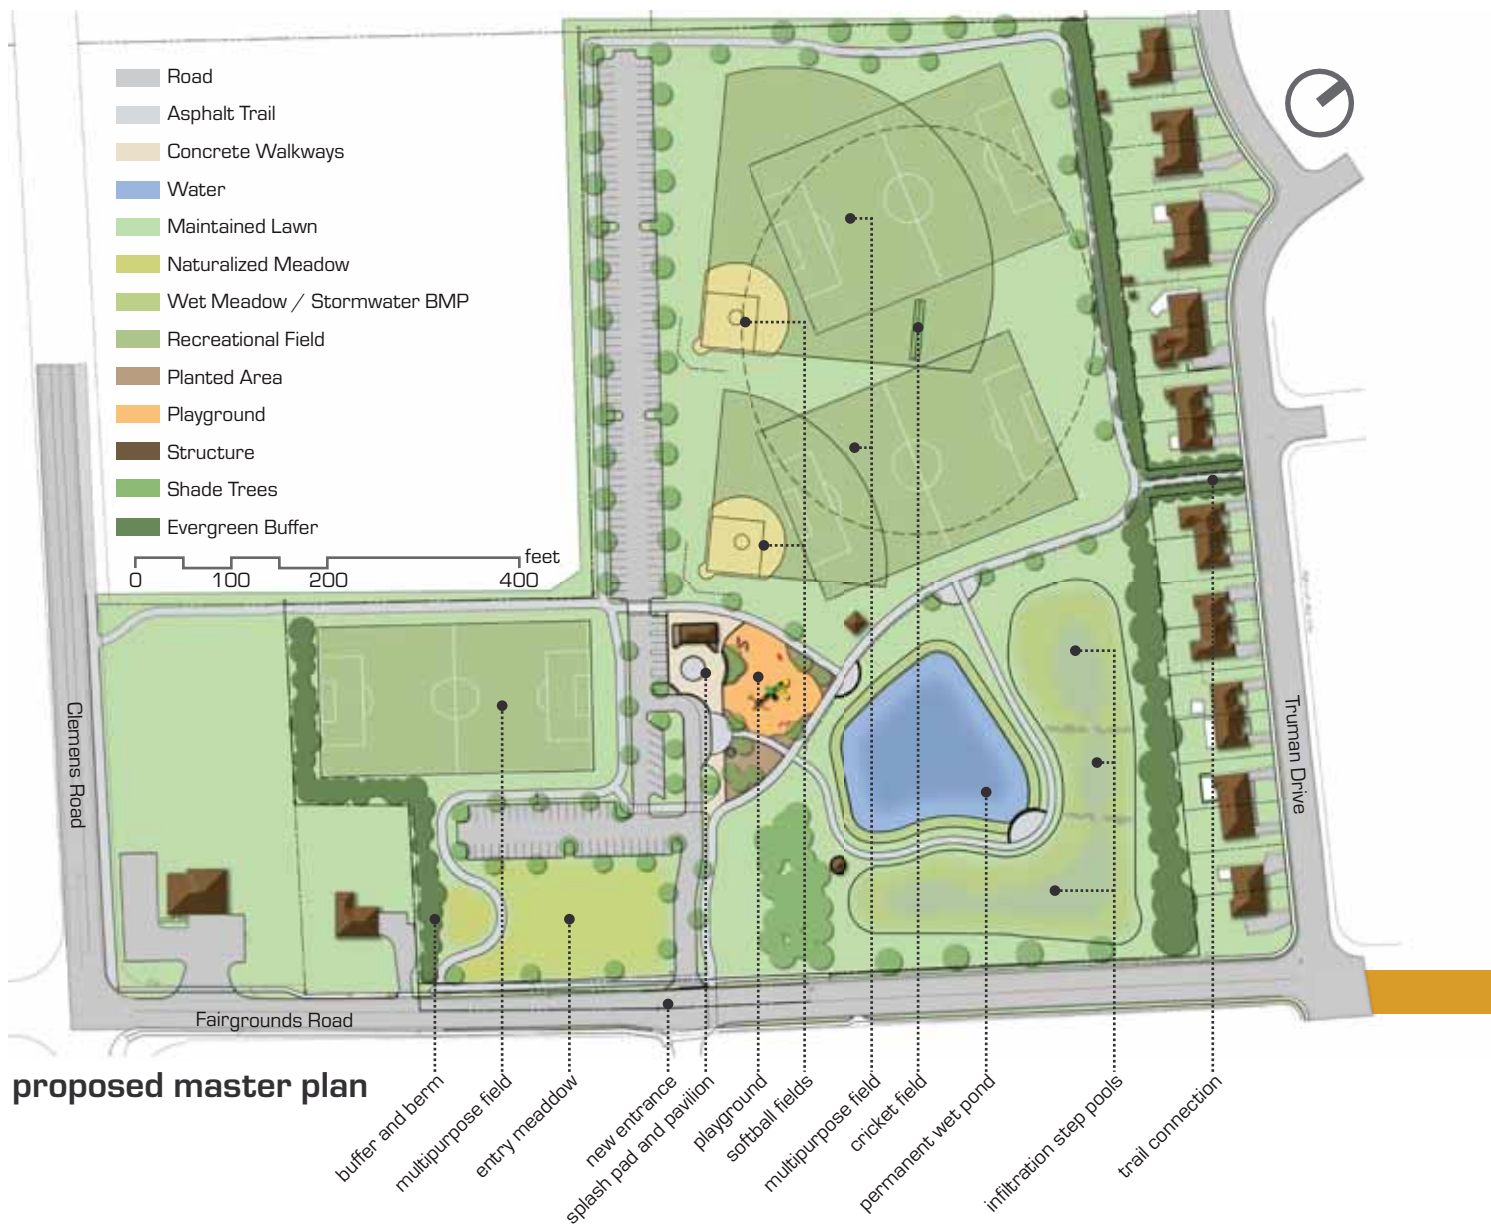 Road
Asphalt Trail
Concrete Walkways
Water
Maintained Lawn
Naturalized Meadow
Wet Meadow / Stormwater BMP
Recreational Field
Planted Area
Playground
Structure
Shade Trees
Evergreen Buffer
feet
0 100 200 400
Clemens Road
Truman Drive
Fairgrounds Road
proposed master plan
buffer and berm
multipurpose field
entry meaddow
new entrance
splash pad and pavilion
playground
softball fields
multipurpose field
cricket field
permanent wet pond
infiltration step pools
trail connection